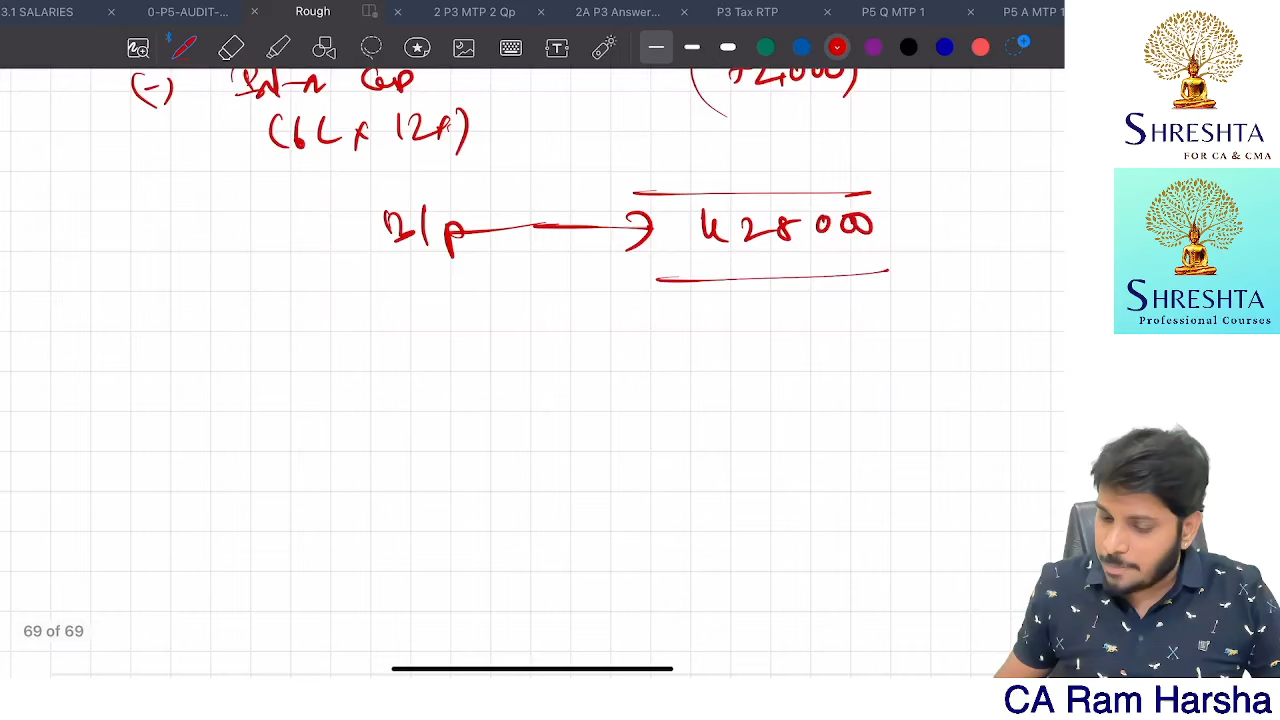 3.1 SALARIES 0-P5-AUDIT-... Rough 2 P3 MTP 2 Qp 2A P3 Answer... P3 Tax RTP P5 Q MTP 1 P5 A MTP 1
(-)
(6L x 12%)
428000
69 of 69
SHRESHTA
FOR CA & CMA
SHRESHTA
Professional Courses
CA Ram Harsha